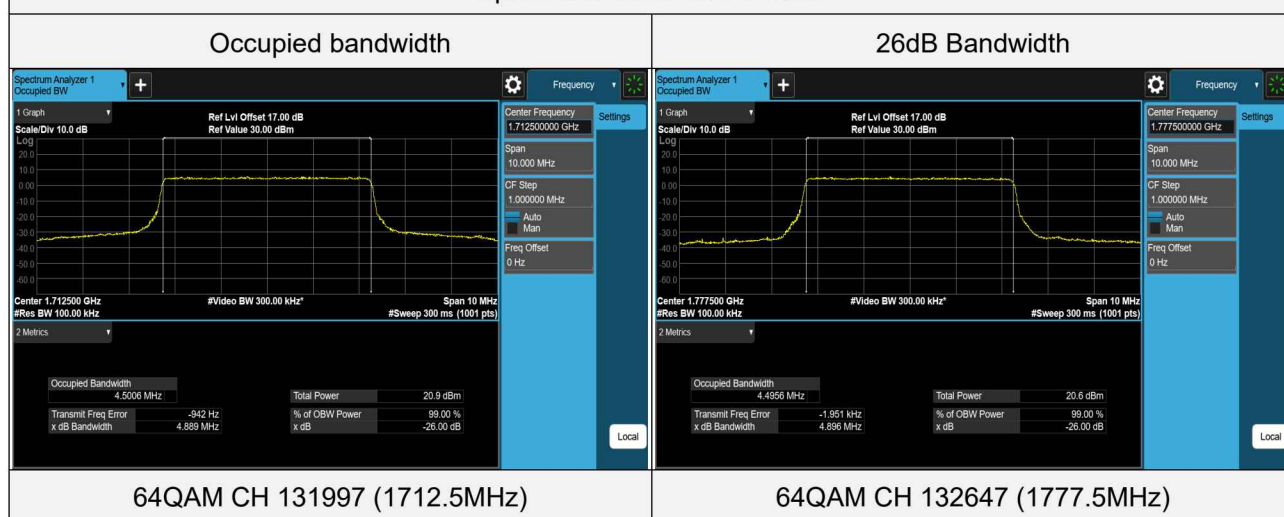 Occupied bandwidth
26dB Bandwidth
Spectrum Analyzer 1
Occupied BW
+
Frequency
1 Graph
Scale/Div 10.0 dB
Ref Lvl Offset 17.00 dB
Ref Value 30.00 dBm
Log
20.0
10.0
0.00
-10.0
-20.0
-30.0
-40.0
-50.0
-60.0
Center 1.712500 GHz
#Res BW 100.00 kHz
#Video BW 300.00 kHz*
Span 10 MHz
#Sweep 300 ms (1001 pts)
Center Frequency
1.712500000 GHz
Settings
Span
10.000 MHz
CF Step
1.000000 MHz
Auto
Man
Freq Offset
0 Hz
Local
2 Metrics
Occupied Bandwidth
4.5006 MHz
Total Power 20.9 dBm
Transmit Freq Error -942 Hz % of OBW Power 99.00 %
x dB Bandwidth 4.889 MHz x dB -26.00 dB
Spectrum Analyzer 1
Occupied BW
+
Frequency
1 Graph
Scale/Div 10.0 dB
Ref Lvl Offset 17.00 dB
Ref Value 30.00 dBm
Log
20.0
10.0
0.00
-10.0
-20.0
-30.0
-40.0
-50.0
-60.0
Center 1.777500 GHz
#Res BW 100.00 kHz
#Video BW 300.00 kHz*
Span 10 MHz
#Sweep 300 ms (1001 pts)
Center Frequency
1.777500000 GHz
Settings
Span
10.000 MHz
CF Step
1.000000 MHz
Auto
Man
Freq Offset
0 Hz
Local
2 Metrics
Occupied Bandwidth
4.4956 MHz
Total Power 20.6 dBm
Transmit Freq Error -1.951 kHz % of OBW Power 99.00 %
x dB Bandwidth 4.896 MHz x dB -26.00 dB
64QAM CH 131997 (1712.5MHz)
64QAM CH 132647 (1777.5MHz)